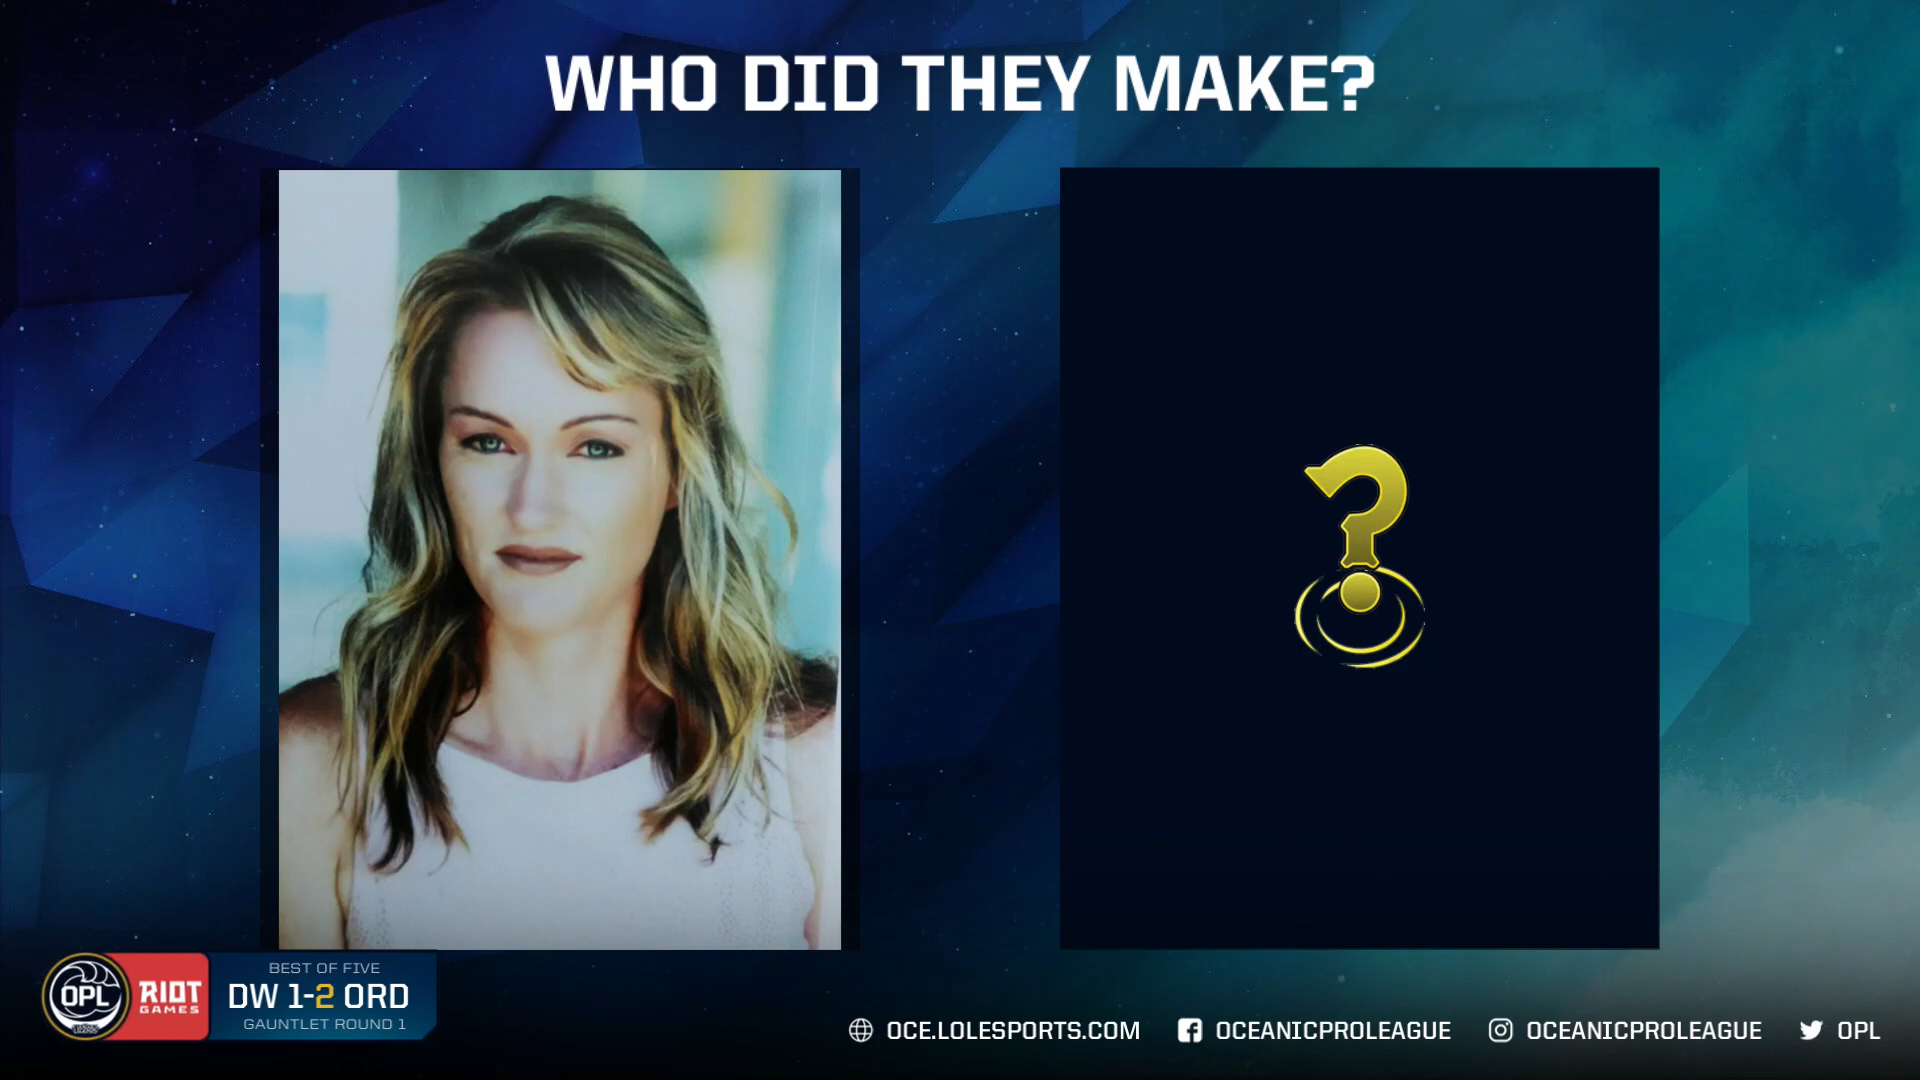 WHO DID THEY MAKE?
?
OPL
RIOT
GAMES
BEST OF FIVE
DW 1-2 ORD
GAUNTLET ROUND 1
OCE.LOLESPORTS.COM
OCEANICPROLEAGUE
OCEANICPROLEAGUE
OPL